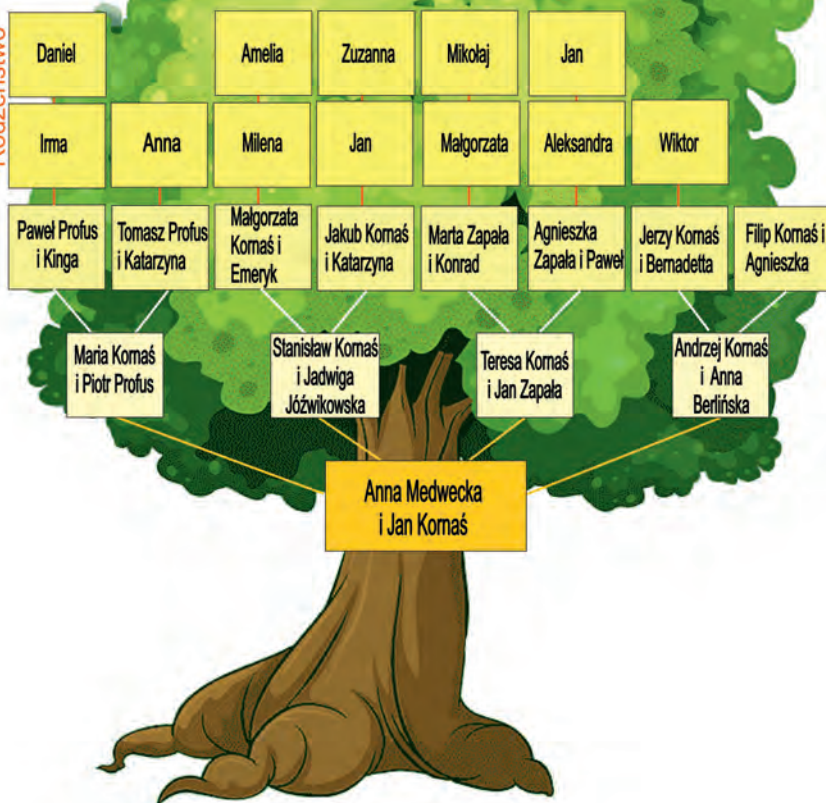 Rodzeństwo
Daniel
Amelia
Zuzanna
Mikołaj
Jan
Irma
Anna
Milena
Jan
Małgorzata
Aleksandra
Wiktor
Paweł Profus
i Kinga
Tomasz Profus
i Katarzyna
Małgorzata
Kornaś i
Emeryk
Jakub Kornaś
i Katarzyna
Marta Zapała
i Konrad
Agnieszka
Zapała i Paweł
Jerzy Kornaś
i Bernadetta
Filip Kornaś i
Agnieszka
Maria Kornaś
i Piotr Profus
Stanisław Kornaś
i Jadwiga
Jóźwikowska
Teresa Kornaś
i Jan Zapała
Andrzej Kornaś
i Anna
Berlińska
Anna Medwecka
i Jan Kornaś